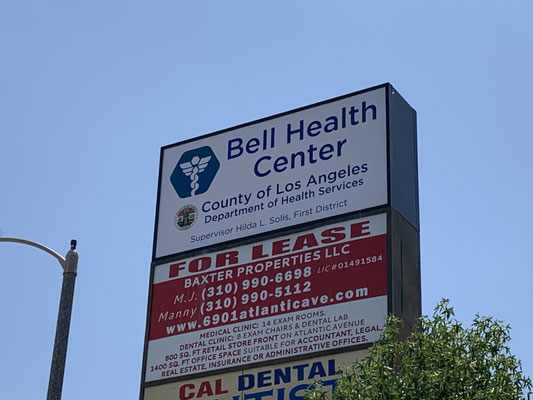 Bell Health
Center
County of Los Angeles
Department of Health Services
Supervisor Hilda L. Solis, First District
FOR LEASE
BAXTER PROPERTIES LLC
M.J. (310) 990-6698 LIC#01491584
Manny (310) 990-5112
www.6901atlanticave.com
MEDICAL CLINIC: 14 EXAM ROOMS.
DENTAL CLINIC: 8 EXAM CHAIRS & DENTAL LAB
800 SQ. FT RETAIL STORE FRONT ON ATLANTIC AVENUE
1400 SQ. FT OFFICE SPACE SUITABLE FOR ACCOUNTANT, LEGAL,
REAL ESTATE, INSURANCE OR ADMINISTRATIVE OFFICES.
CAL DENTAL